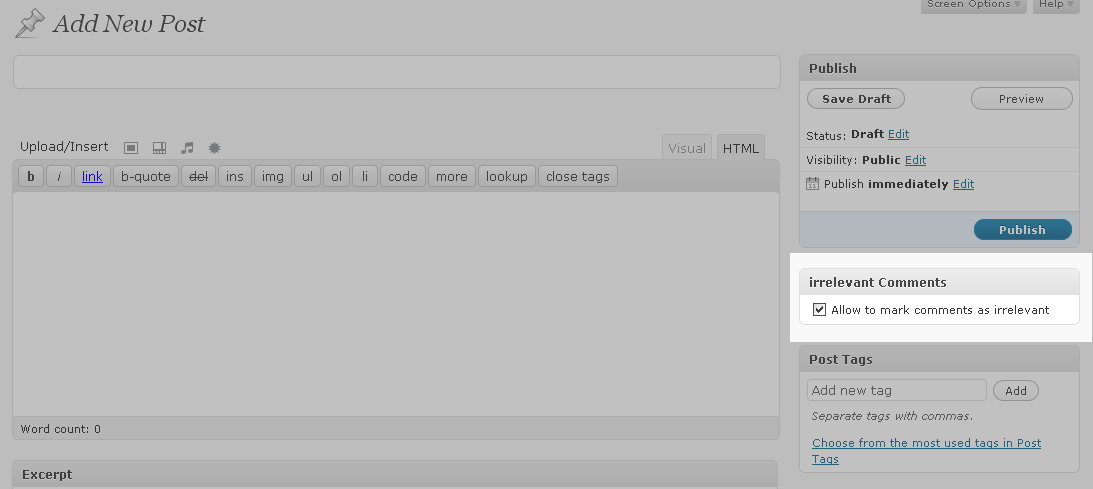 Screen Options Help
Add New Post
Upload/Insert Visual HTML
b i link b-quote del ins img ul ol li code more lookup close tags
Word count: 0
Excerpt
Publish
Save Draft Preview
Status: Draft Edit
Visibility: Public Edit
Publish immediately Edit
Publish
irrelevant Comments
Allow to mark comments as irrelevant
Post Tags
Add new tag Add
Separate tags with commas.
Choose from the most used tags in Post
Tags